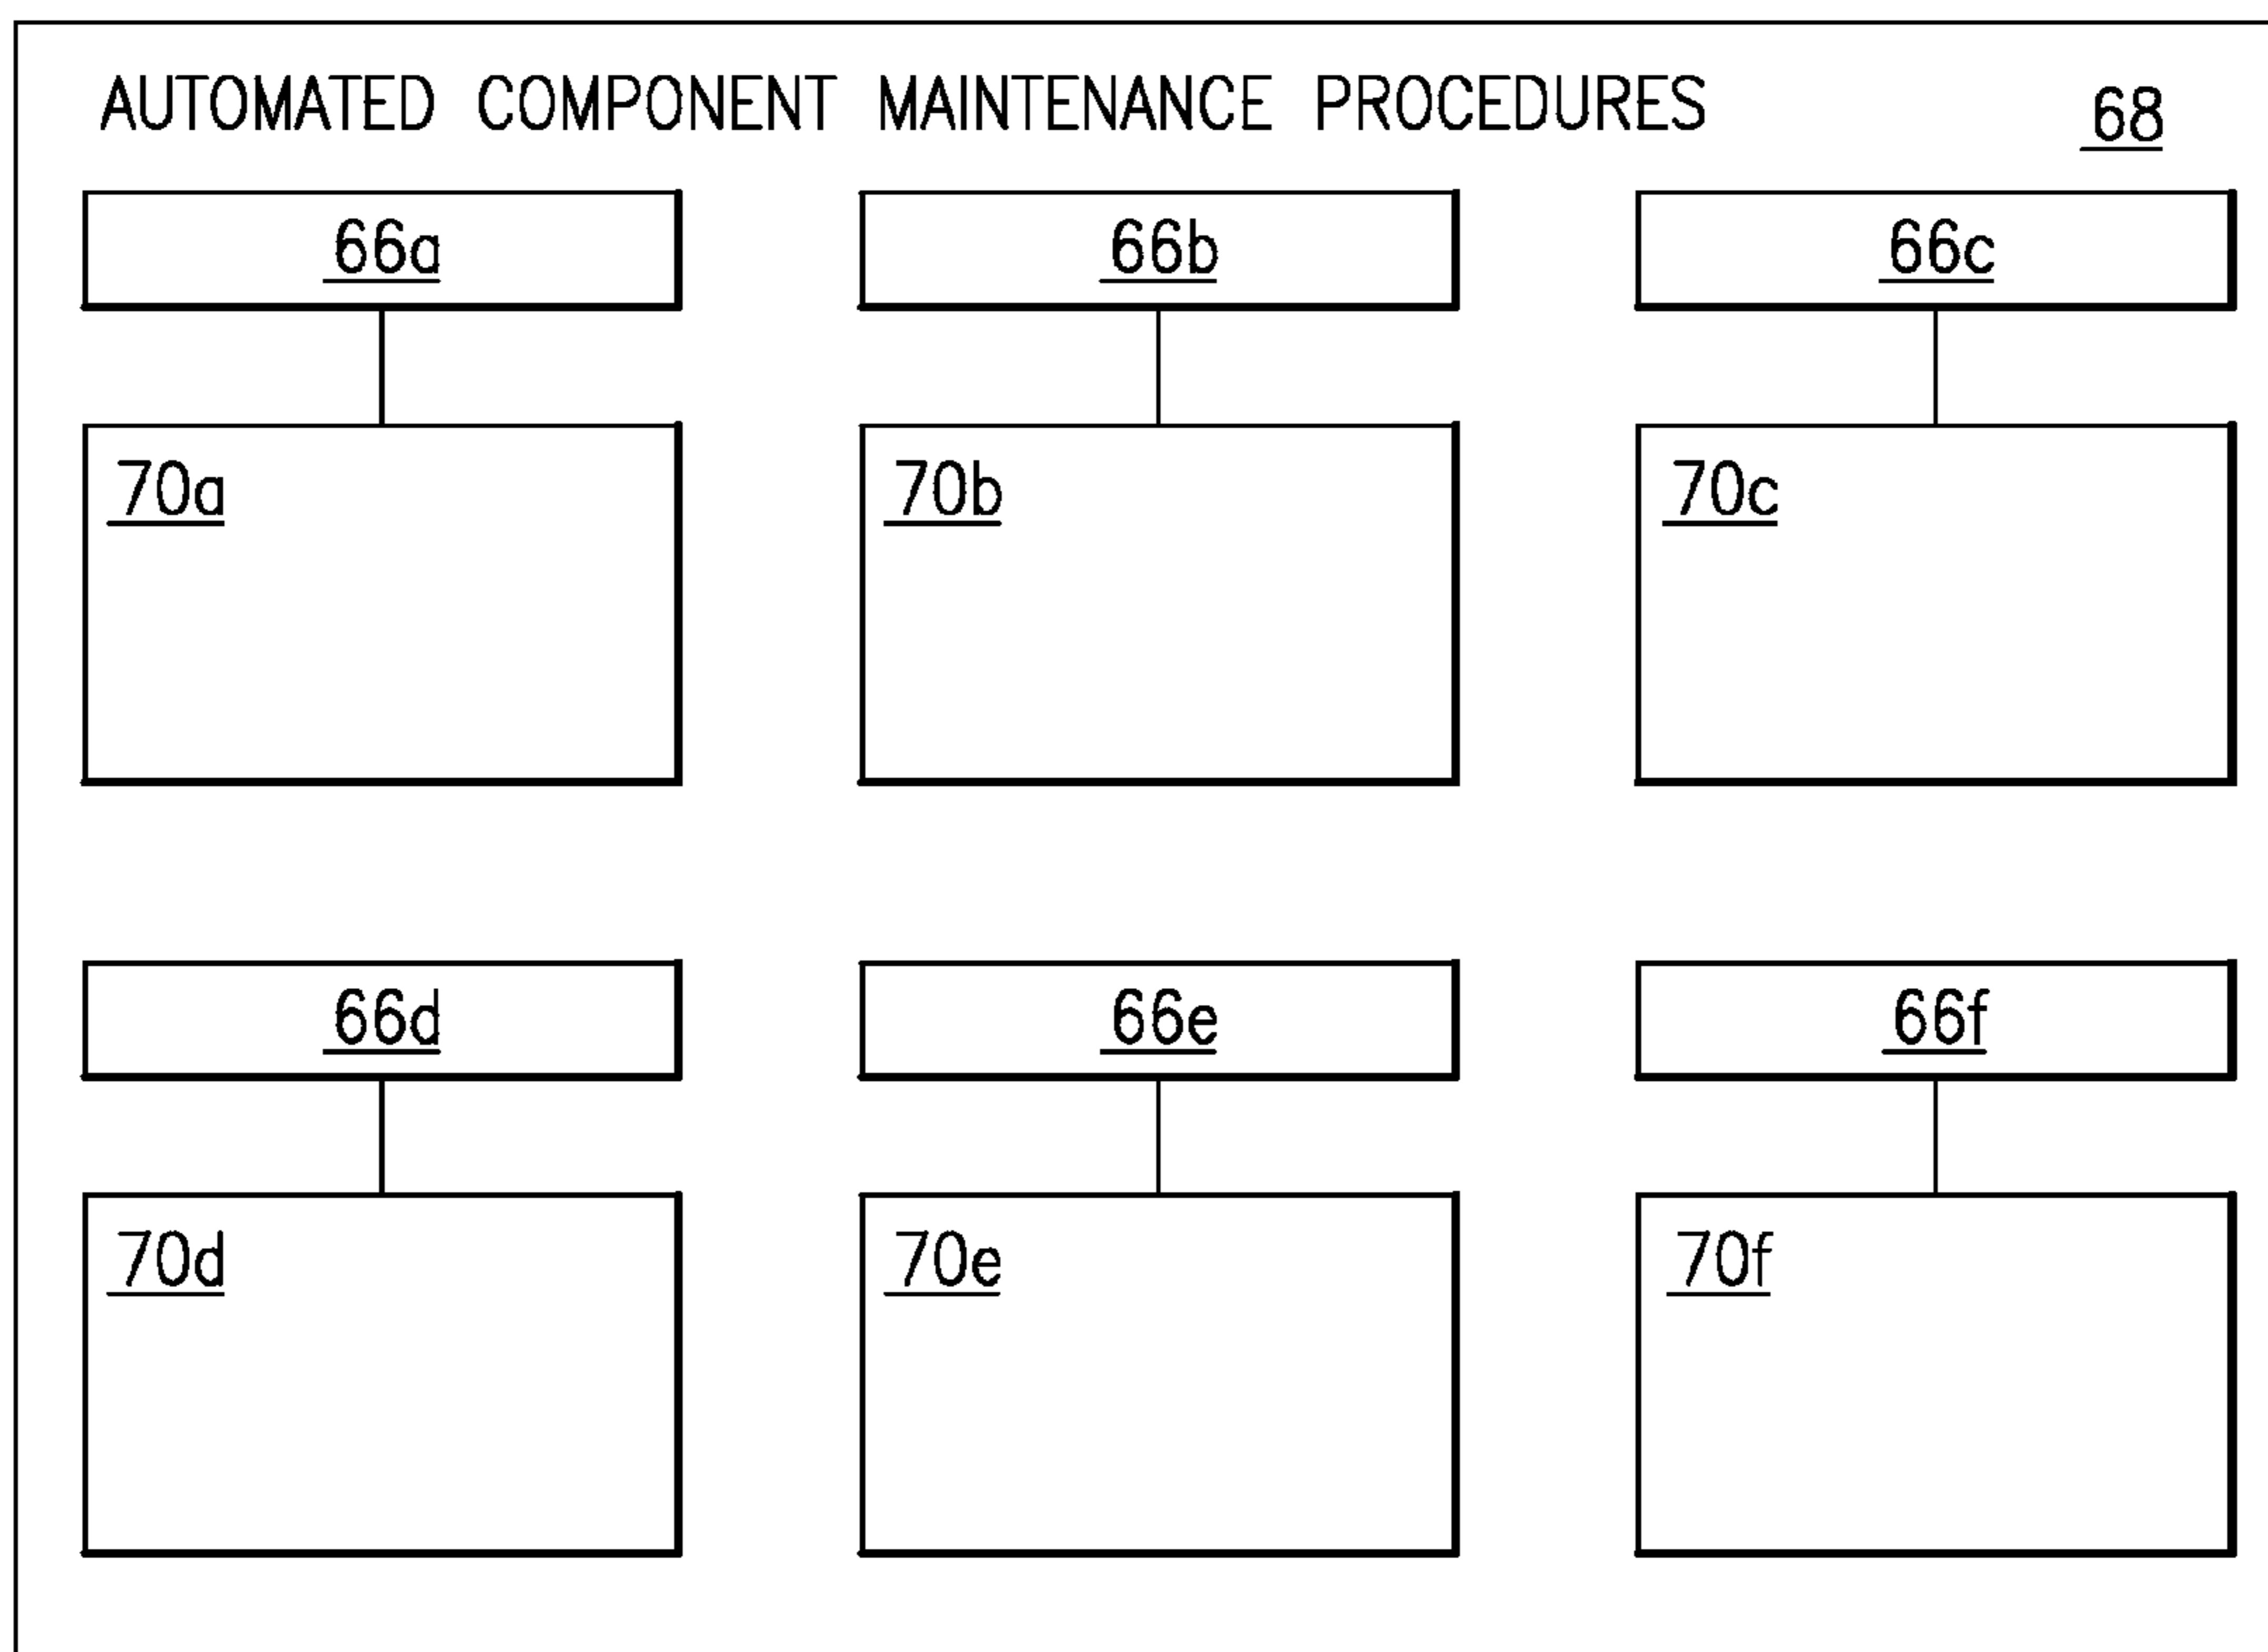 AUTOMATED COMPONENT MAINTENANCE PROCEDURES 68
66a 66b 66c
70a 70b 70c
66d 66e 66f
70d 70e 70f